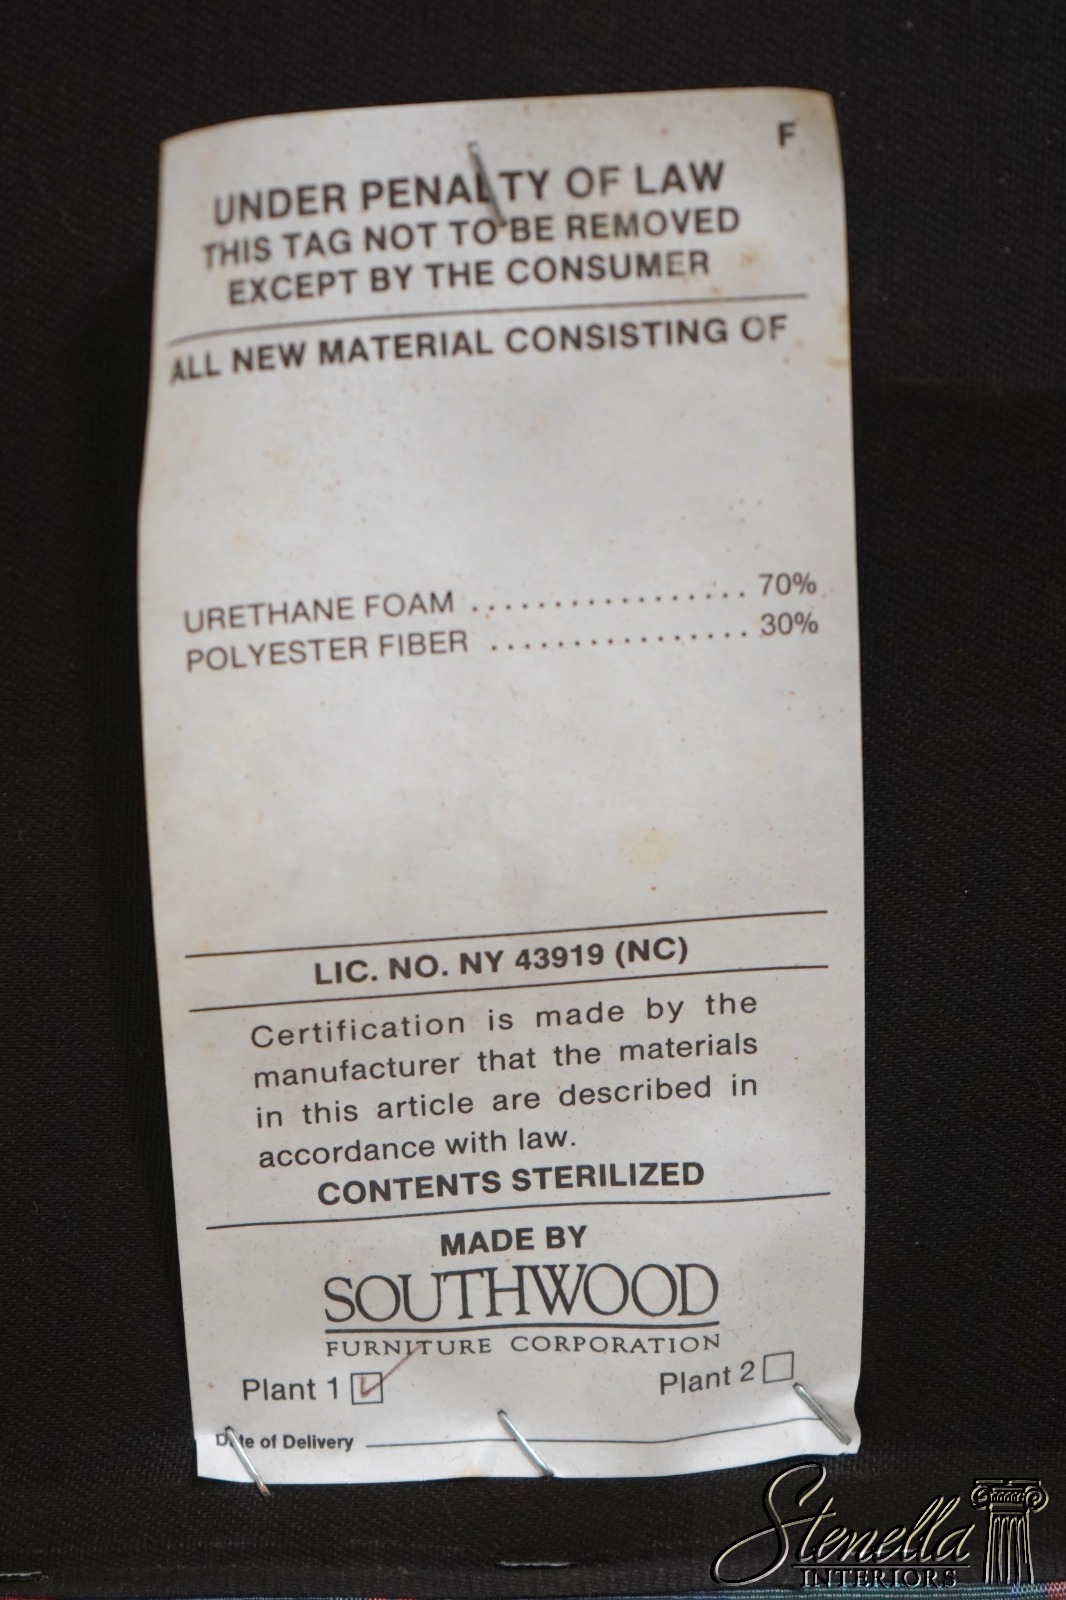 F
UNDER PENALTY OF LAW
THIS TAG NOT TO BE REMOVED
EXCEPT BY THE CONSUMER
ALL NEW MATERIAL CONSISTING OF
URETHANE FOAM ................. 70%
POLYESTER FIBER ................ 30%
LIC. NO. NY 43919 (NC)
Certification is made by the
manufacturer that the materials
in this article are described in
accordance with law.
CONTENTS STERILIZED
MADE BY
SOUTHWOOD
FURNITURE CORPORATION
Plant 1 Plant 2
Date of Delivery
Stenella
INTERIORS